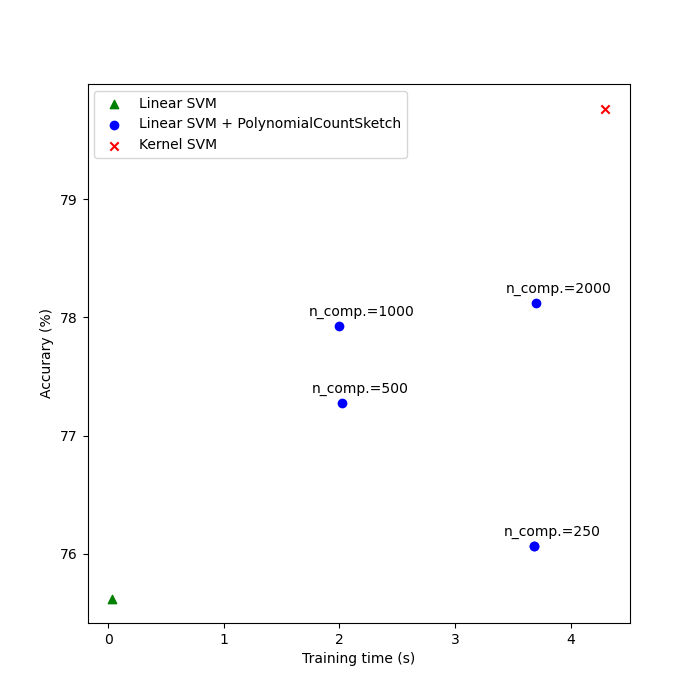 Linear SVM
Linear SVM + PolynomialCountSketch
Kernel SVM
79
78
77
76
Accurary (%)
n_comp.=2000
n_comp.=1000
n_comp.=500
n_comp.=250
0 1 2 3 4
Training time (s)